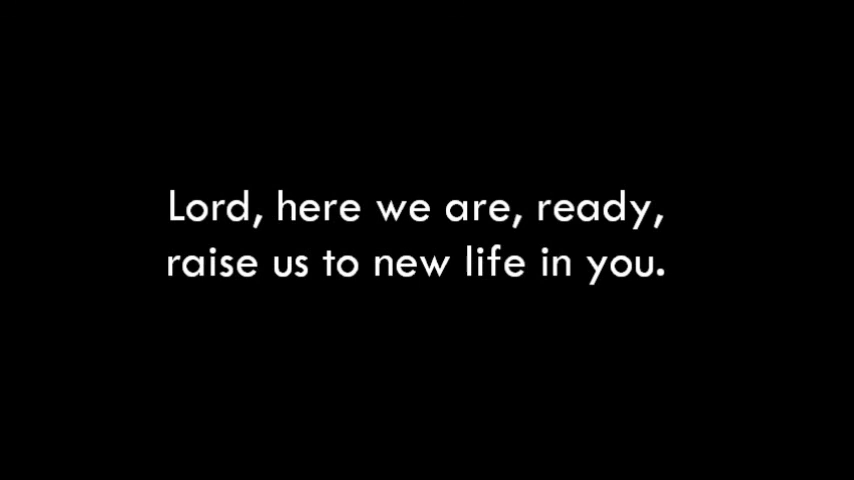 Lord, here we are, ready,
raise us to new life in you.